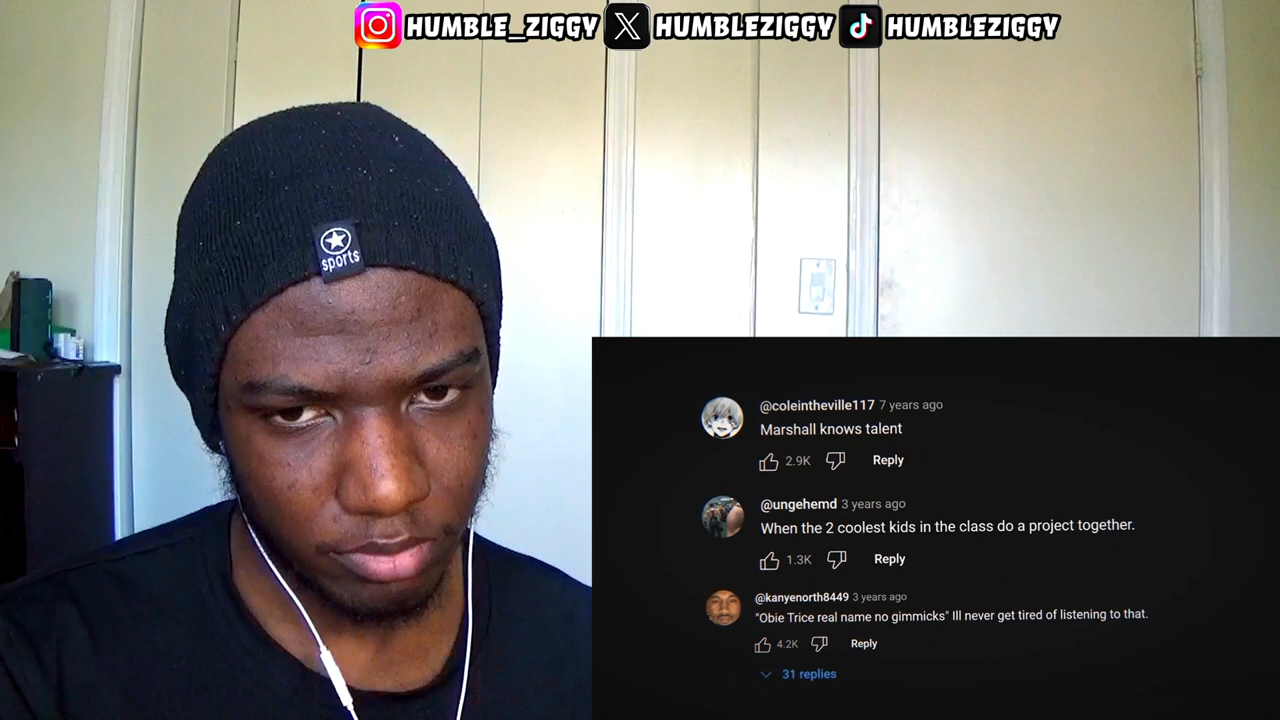 HUMBLE_ZIGGY HUMBLEZIGGY HUMBLEZIGGY
sports
@coleintheville117 7 years ago
Marshall knows talent
2.9K Reply
@ungehemd 3 years ago
When the 2 coolest kids in the class do a project together.
1.3K Reply
@kanyenorth8449 3 years ago
"Obie Trice real name no gimmicks" Ill never get tired of listening to that.
4.2K Reply
31 replies